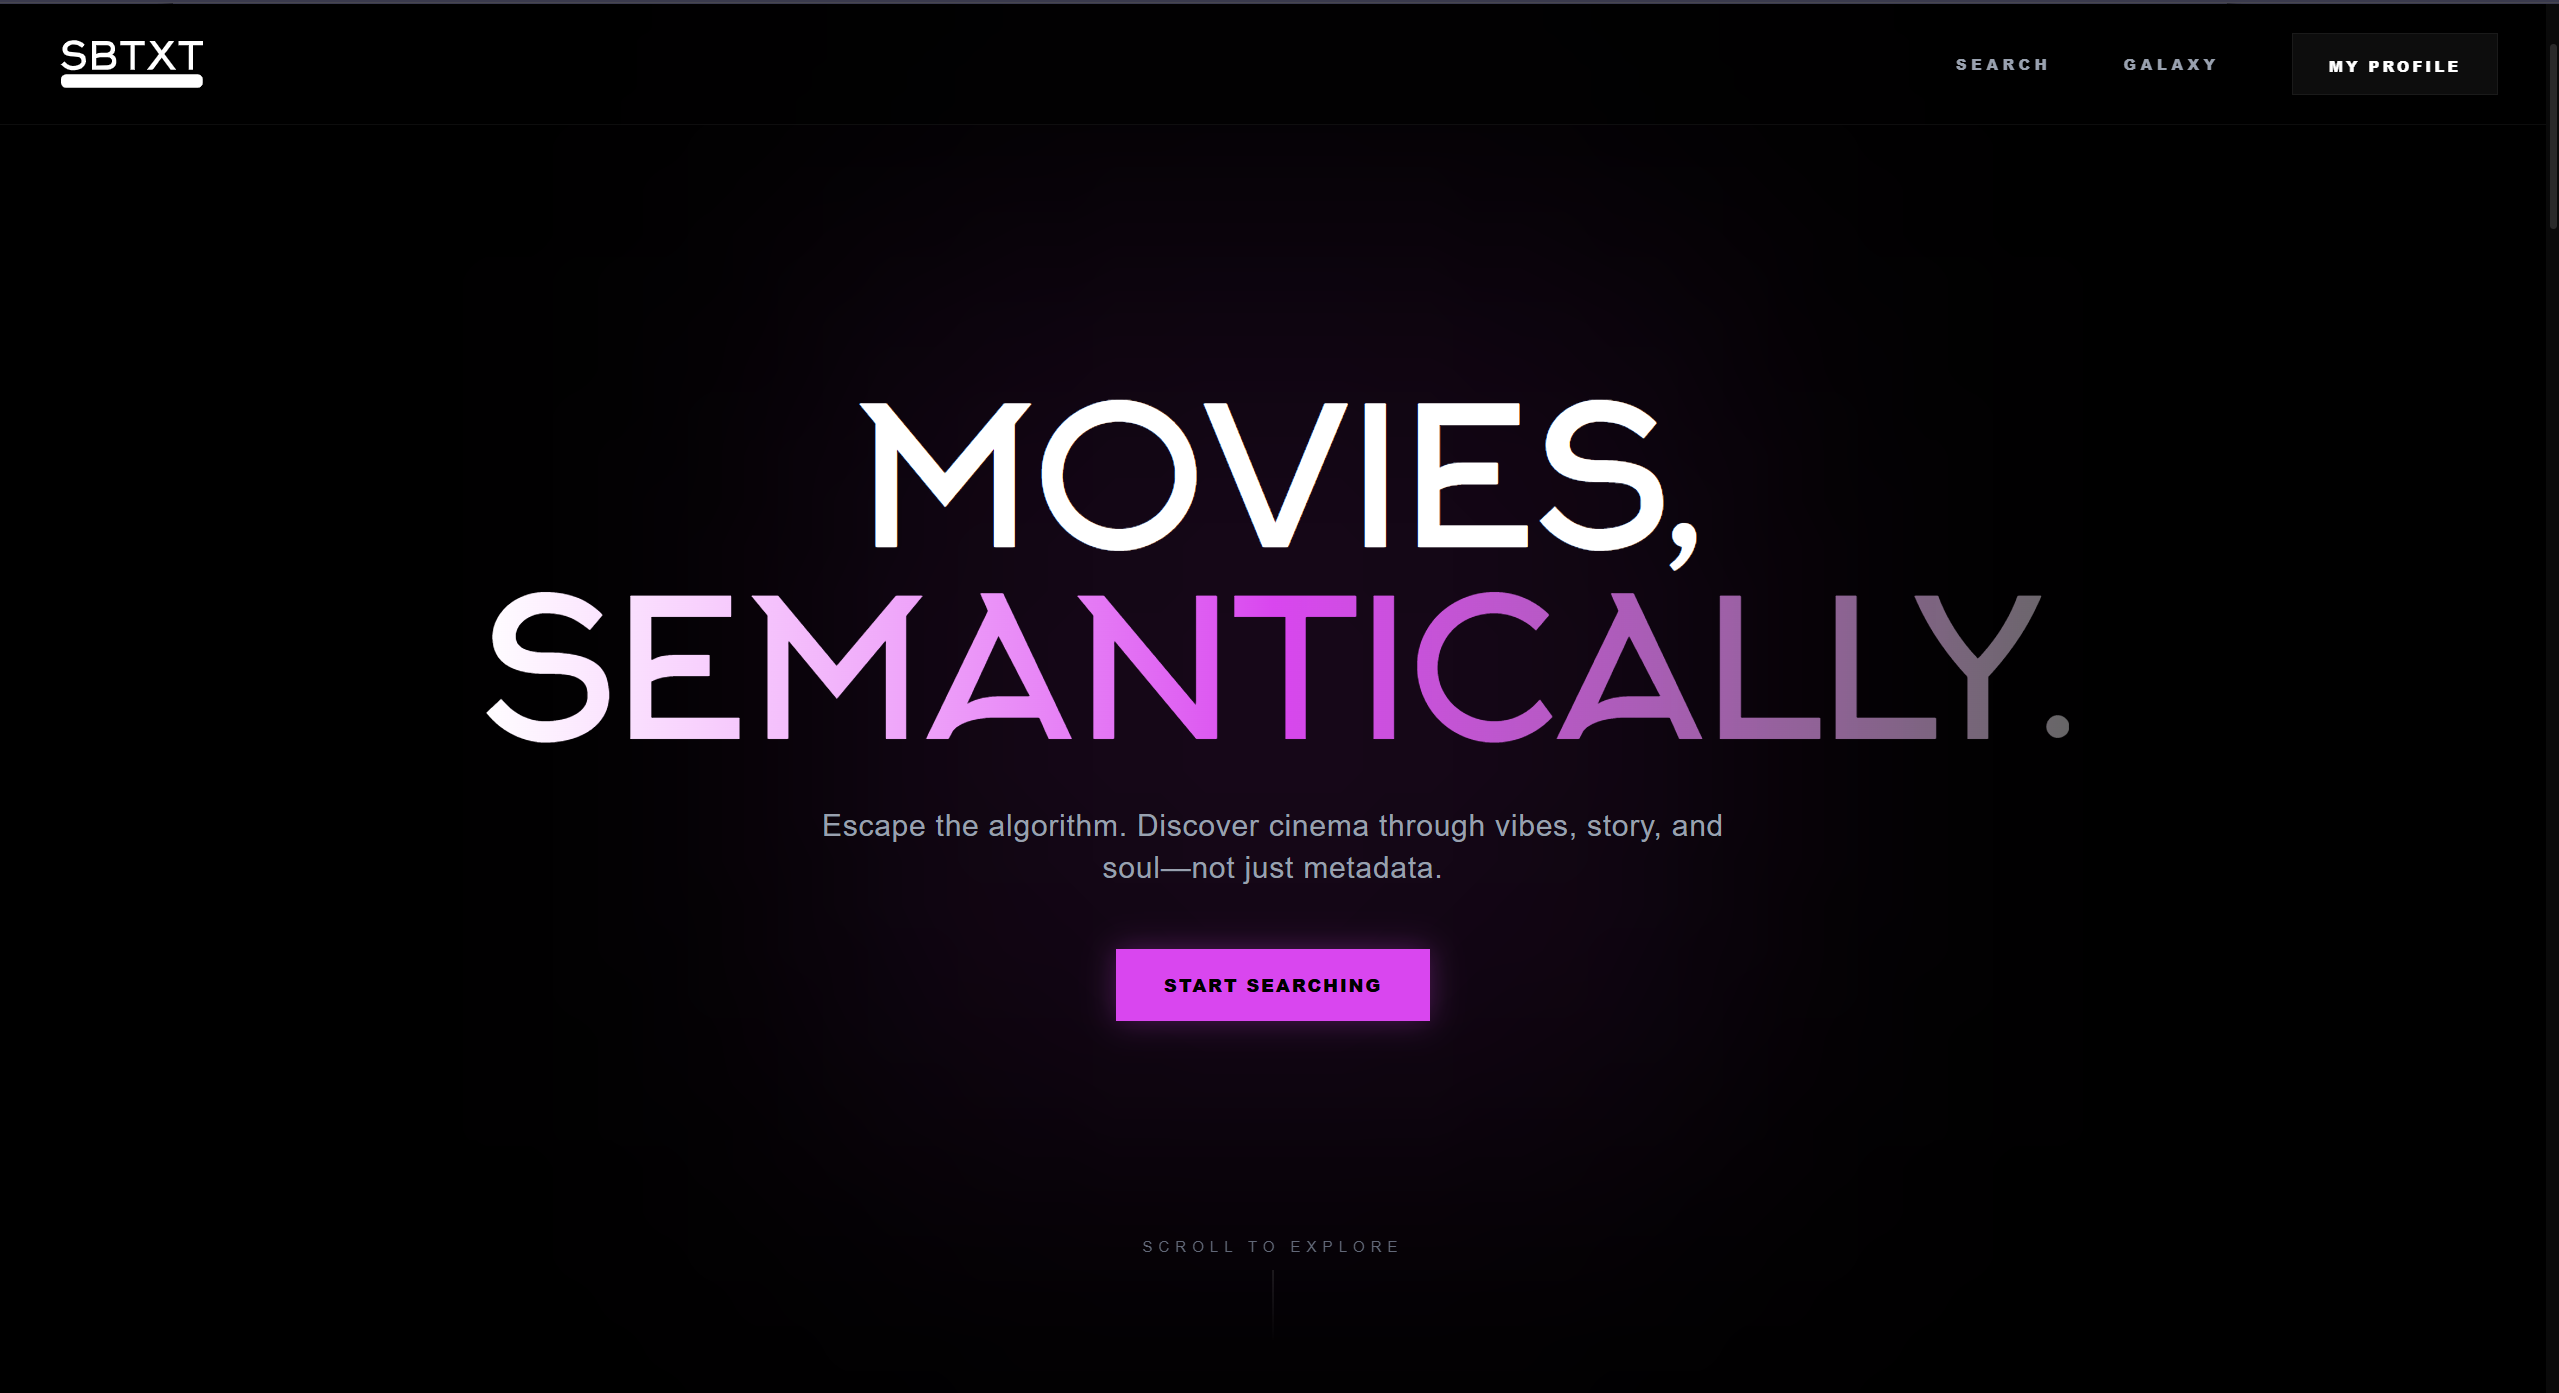 SBTXT
SEARCH
GALAXY
MY PROFILE
MOVIES,
SEMANTICALLY.
Escape the algorithm. Discover cinema through vibes, story, and
soul—not just metadata.
START SEARCHING
SCROLL TO EXPLORE